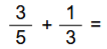 3/5 + 1/3 =